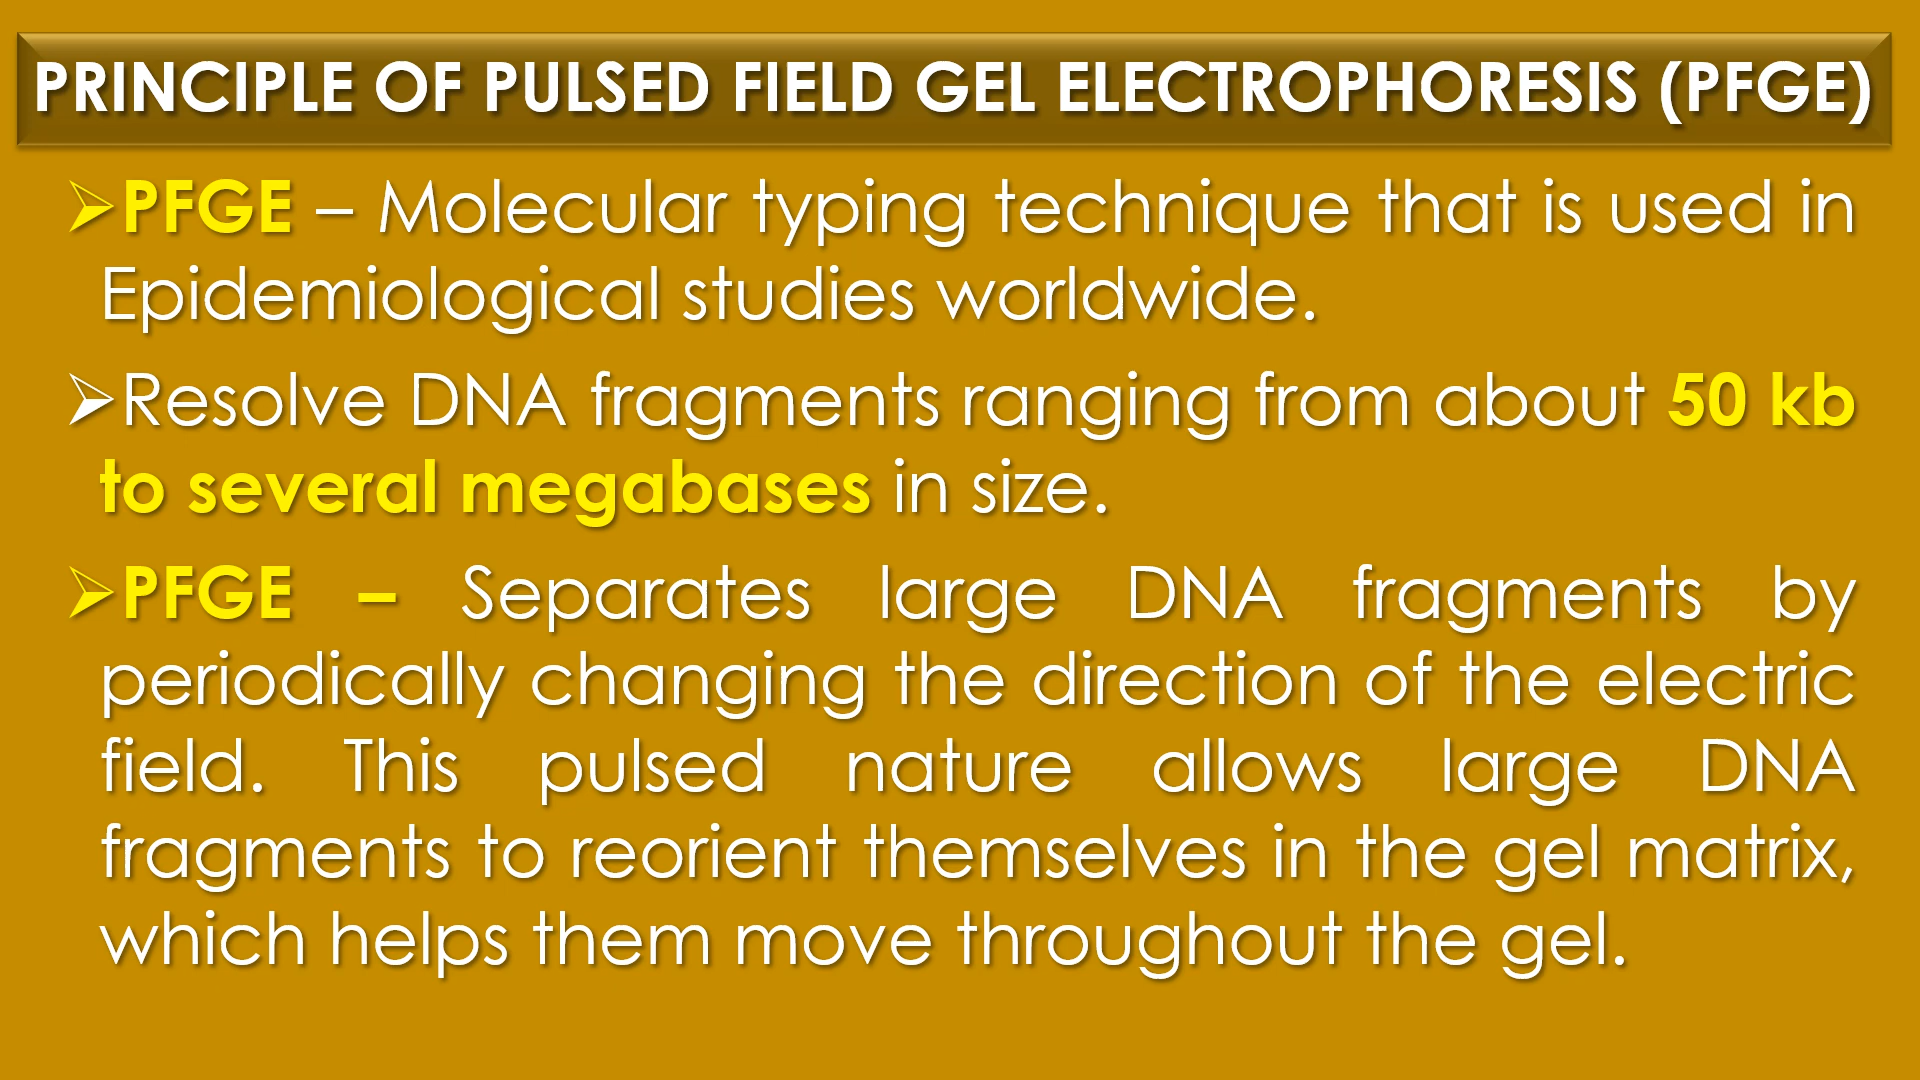 PRINCIPLE OF PULSED FIELD GEL ELECTROPHORESIS (PFGE)
➢PFGE – Molecular typing technique that is used in
Epidemiological studies worldwide.
➢Resolve DNA fragments ranging from about 50 kb
to several megabases in size.
➢PFGE – Separates large DNA fragments by
periodically changing the direction of the electric
field. This pulsed nature allows large DNA
fragments to reorient themselves in the gel matrix,
which helps them move throughout the gel.